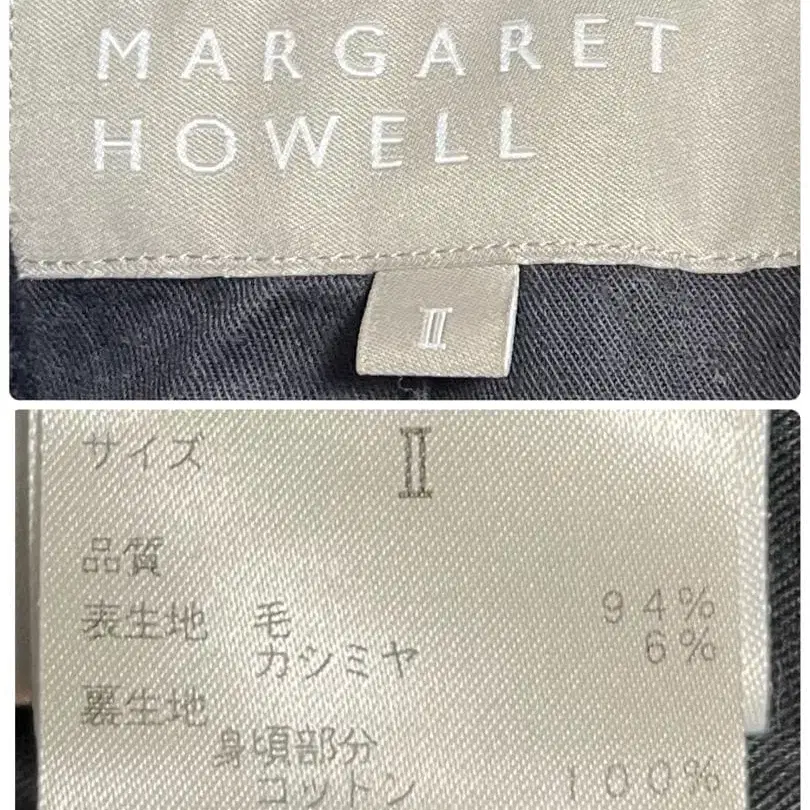 MARGARET
HOWELL
Ⅱ
サイズ Ⅱ
品質
表生地 毛 94%
カシミヤ 6%
裏生地
身頃部分
コットン 100%